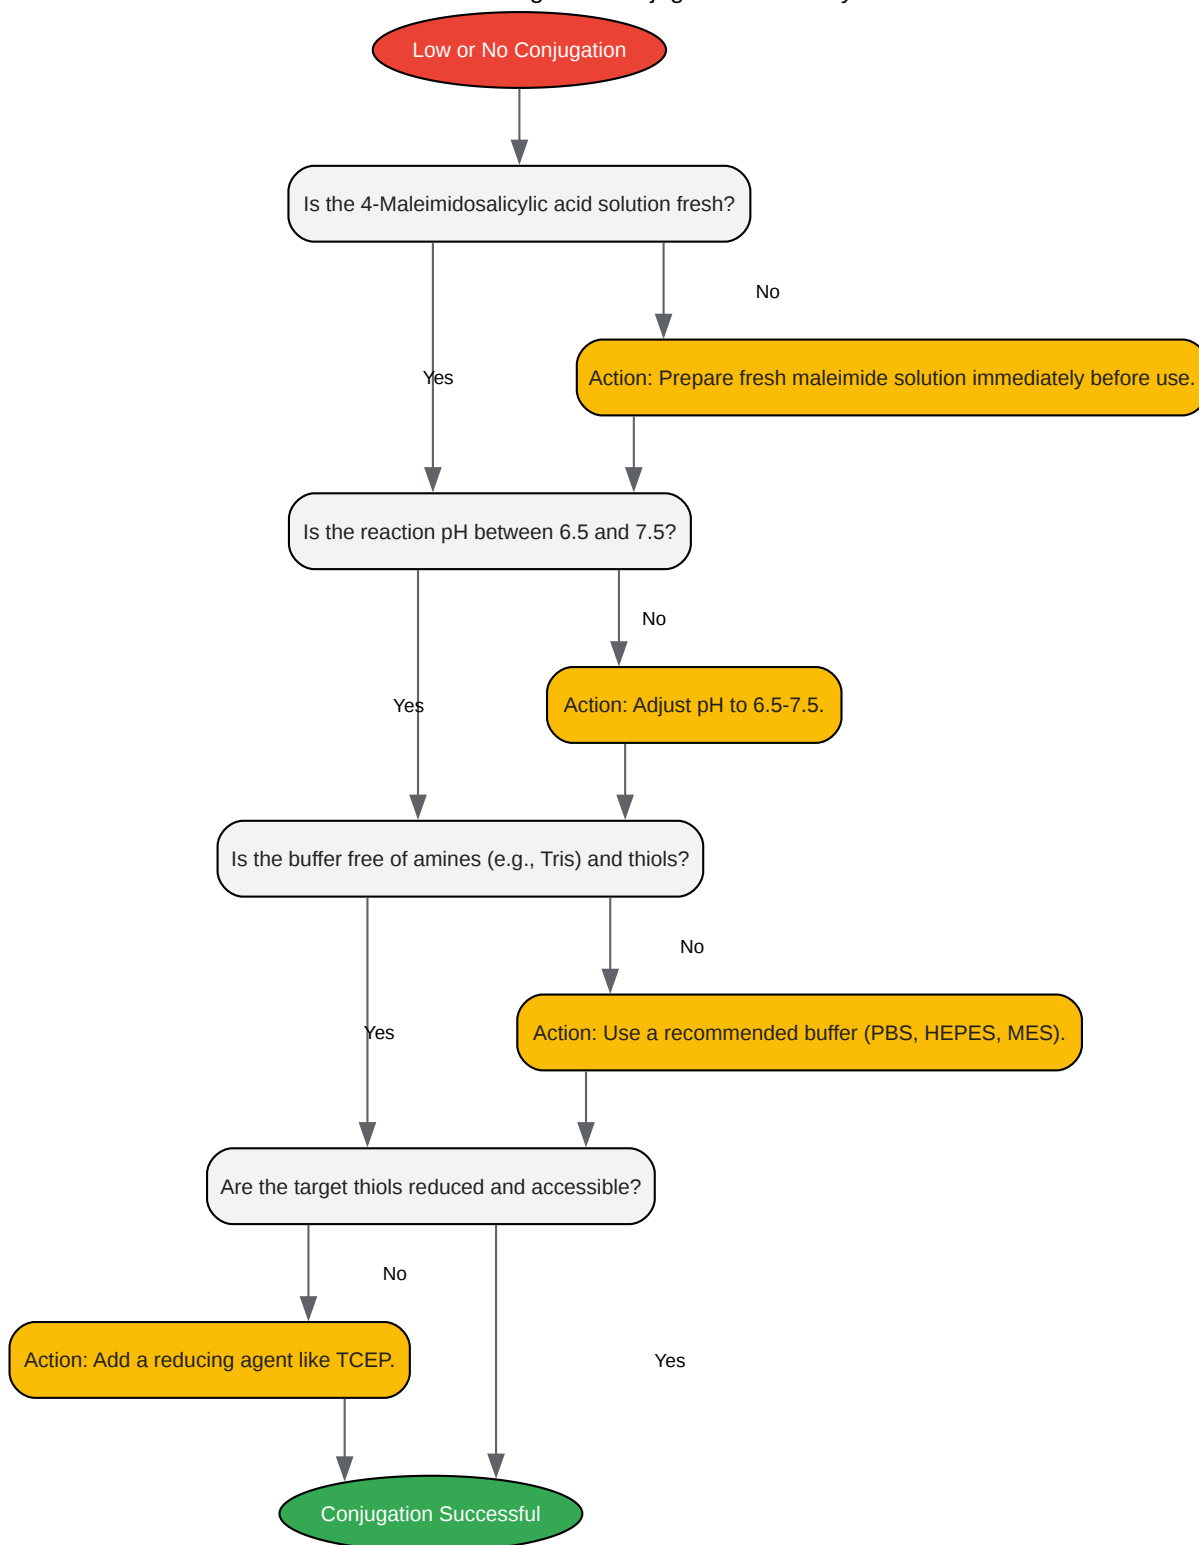 Low or No Conjugation
Is the 4-Maleimidosalicylic acid solution fresh?
No
Yes
Action: Prepare fresh maleimide solution immediately before use.
Is the reaction pH between 6.5 and 7.5?
No
Yes
Action: Adjust pH to 6.5-7.5.
Is the buffer free of amines (e.g., Tris) and thiols?
No
Yes
Action: Use a recommended buffer (PBS, HEPES, MES).
Are the target thiols reduced and accessible?
No
Action: Add a reducing agent like TCEP.
Yes
Conjugation Successful